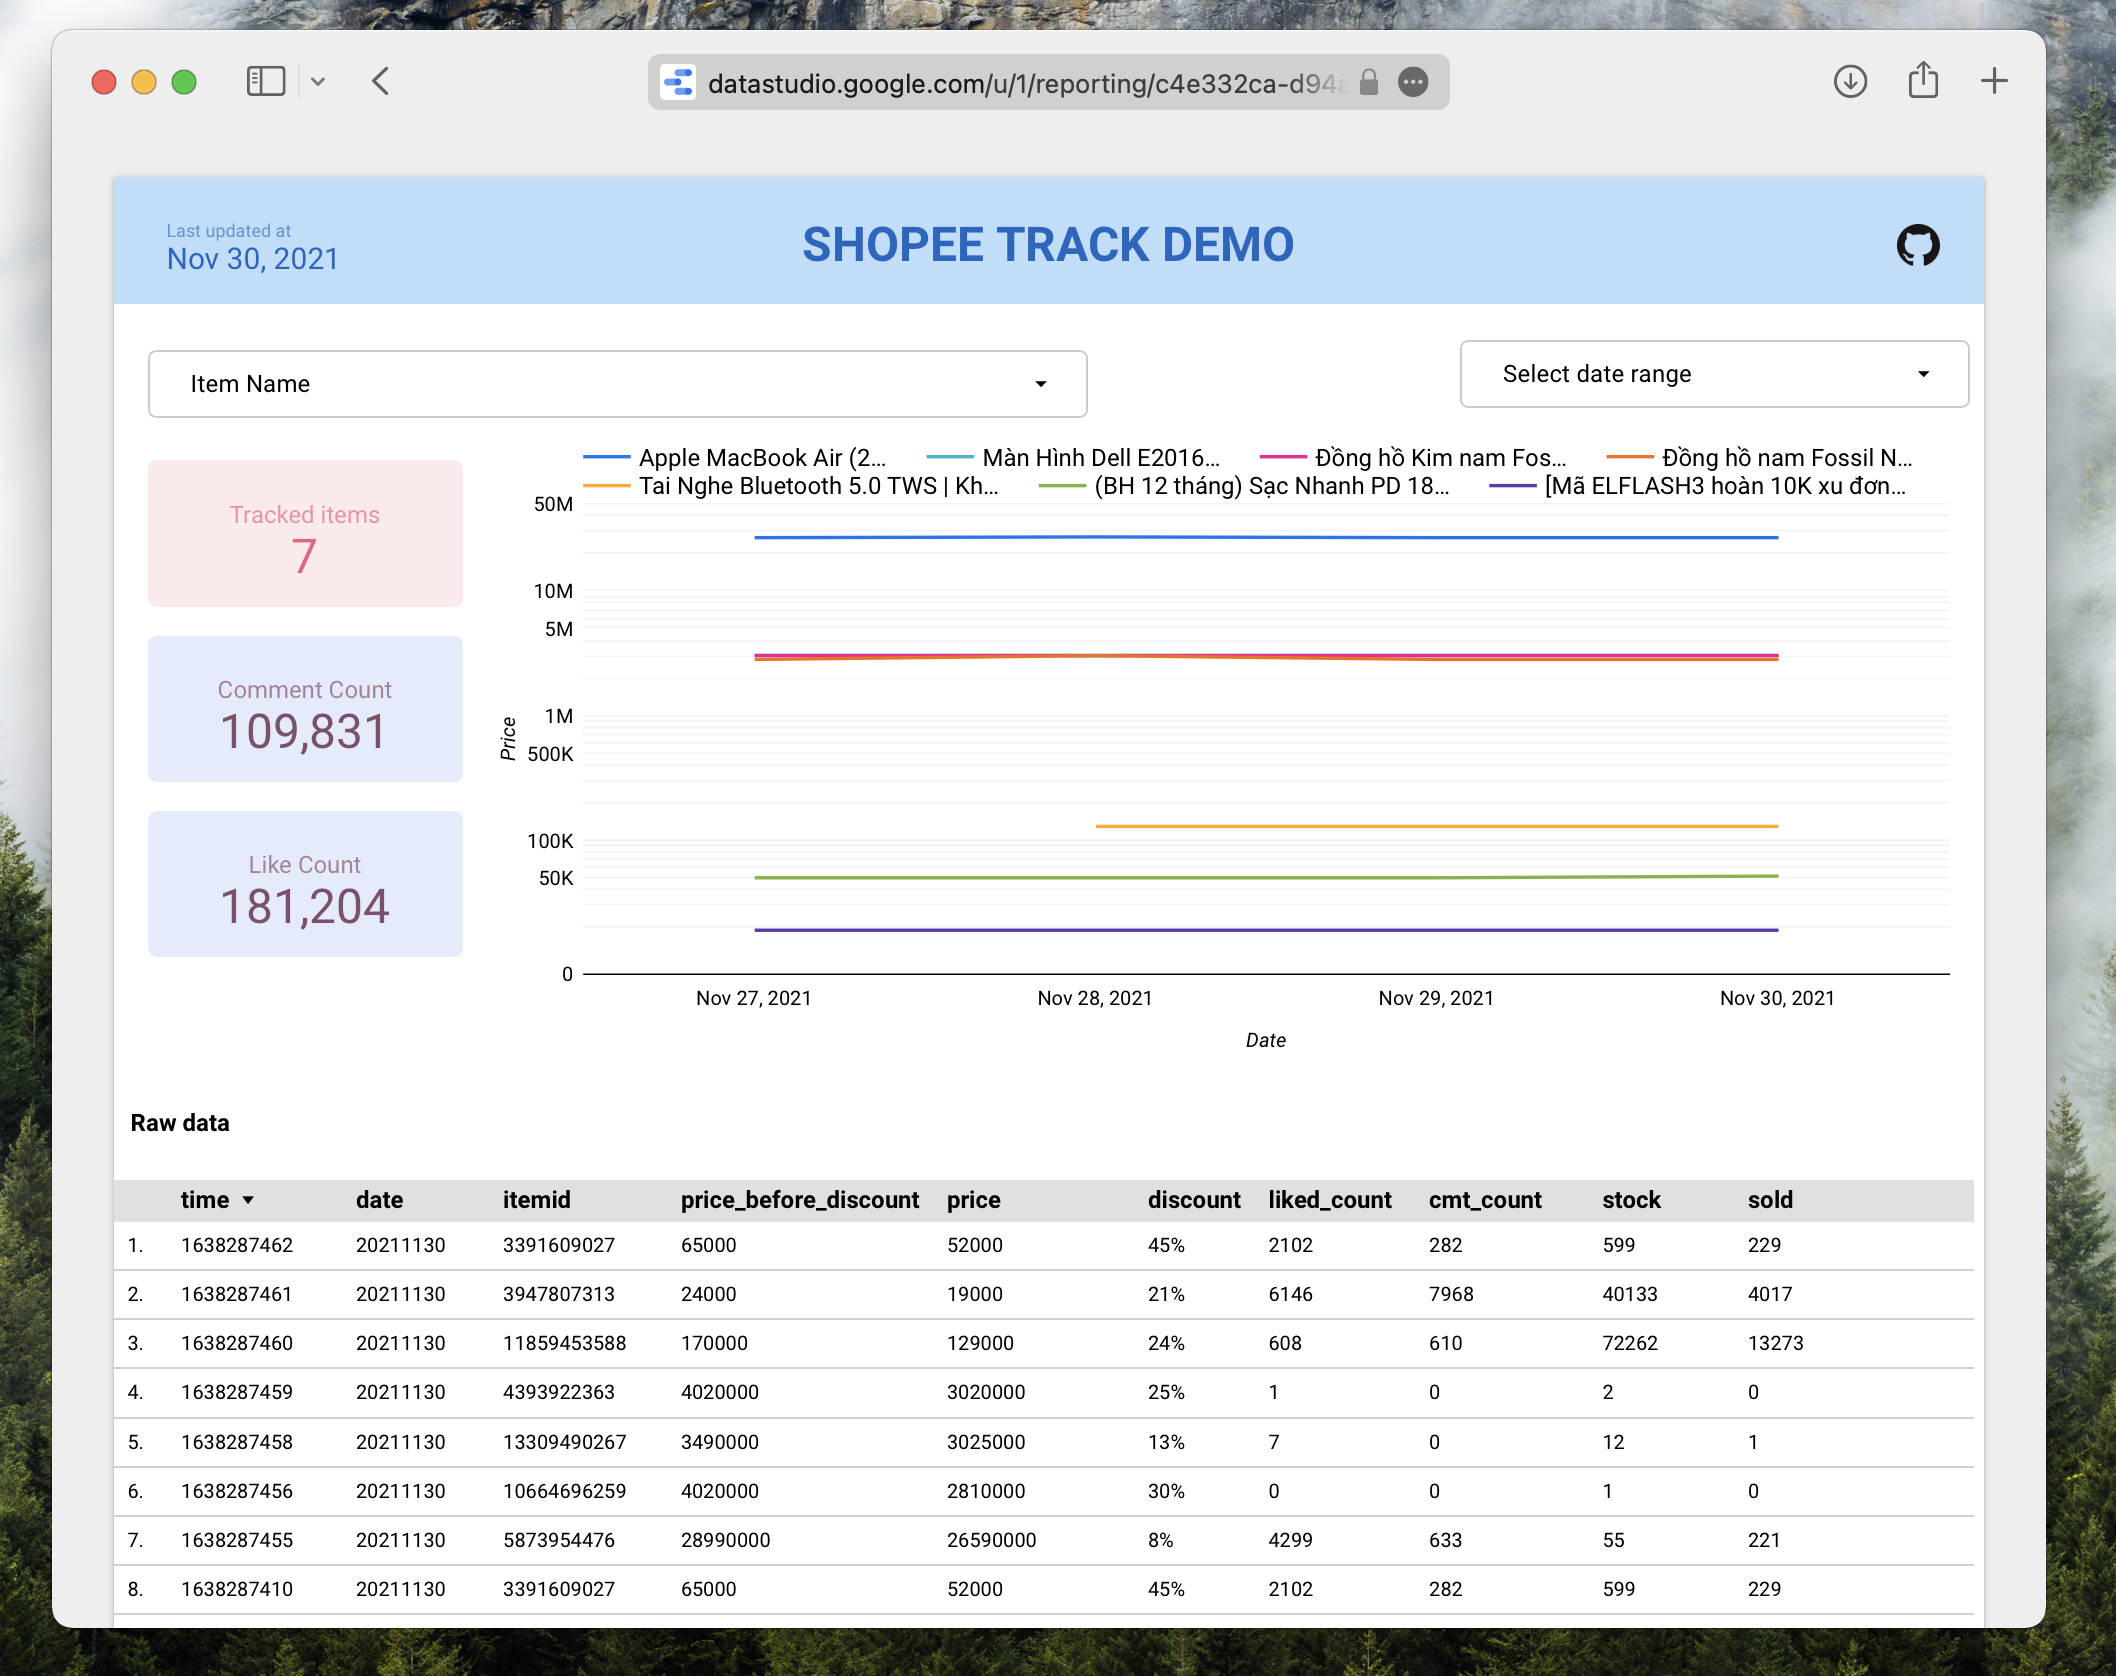 datastudio.google.com/u/1/reporting/c4e332ca-d94a
Last updated at
Nov 30, 2021
SHOPEE TRACK DEMO
Item Name
Select date range
Tracked items
7
Comment Count
109,831
Like Count
181,204
Apple MacBook Air (2... Màn Hình Dell E2016... Đồng hồ Kim nam Fos... Đồng hồ nam Fossil N...
Tai Nghe Bluetooth 5.0 TWS | Kh... (BH 12 tháng) Sạc Nhanh PD 18... [Mã ELFLASH3 hoàn 10K xu đơn...
50M
10M
5M
1M
500K
100K
50K
0
Price
Nov 27, 2021 Nov 28, 2021 Nov 29, 2021 Nov 30, 2021
Date
Raw data
time date itemid price_before_discount price discount liked_count cmt_count stock sold
1. 1638287462 20211130 3391609027 65000 52000 45% 2102 282 599 229
2. 1638287461 20211130 3947807313 24000 19000 21% 6146 7968 40133 4017
3. 1638287460 20211130 11859453588 170000 129000 24% 608 610 72262 13273
4. 1638287459 20211130 4393922363 4020000 3020000 25% 1 0 2 0
5. 1638287458 20211130 13309490267 3490000 3025000 13% 7 0 12 1
6. 1638287456 20211130 10664696259 4020000 2810000 30% 0 0 1 0
7. 1638287455 20211130 5873954476 28990000 26590000 8% 4299 633 55 221
8. 1638287410 20211130 3391609027 65000 52000 45% 2102 282 599 229